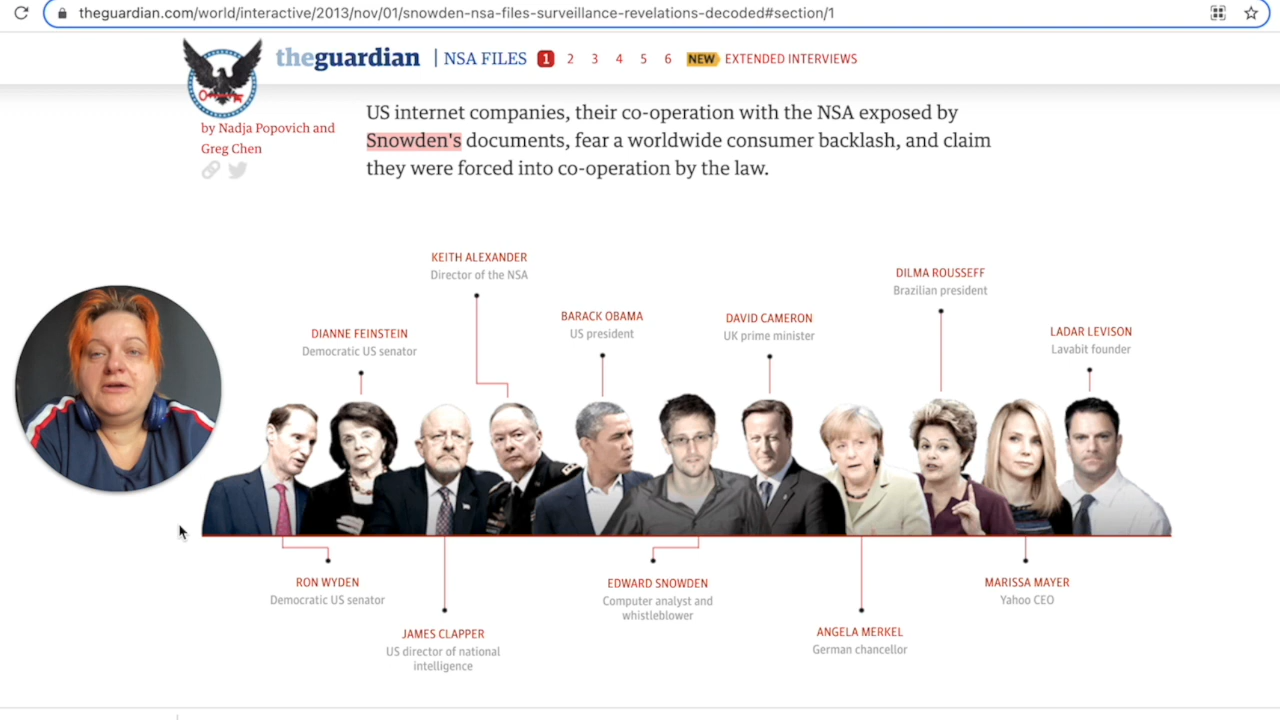 theguardian.com/world/interactive/2013/nov/01/snowden-nsa-files-surveillance-revelations-decoded#section/1
theguardian | NSA FILES 1 2 3 4 5 6 NEW EXTENDED INTERVIEWS
by Nadja Popovich and
Greg Chen
US internet companies, their co-operation with the NSA exposed by
Snowden's documents, fear a worldwide consumer backlash, and claim
they were forced into co-operation by the law.
KEITH ALEXANDER
Director of the NSA
DILMA ROUSSEFF
Brazilian president
BARACK OBAMA
US president
DAVID CAMERON
UK prime minister
DIANNE FEINSTEIN
Democratic US senator
LADAR LEVISON
Lavabit founder
RON WYDEN
Democratic US senator
EDWARD SNOWDEN
Computer analyst and
whistleblower
MARISSA MAYER
Yahoo CEO
JAMES CLAPPER
US director of national
intelligence
ANGELA MERKEL
German chancellor